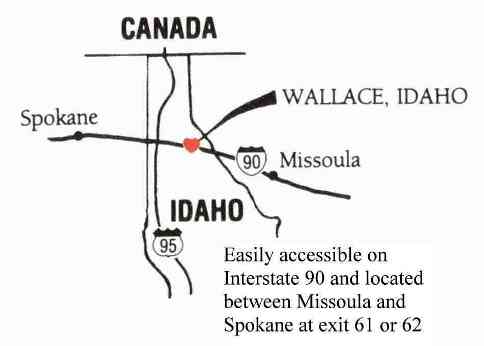 CANADA
WALLACE, IDAHO
Spokane
90
Missoula
IDAHO
95
Easily accessible on
Interstate 90 and located
between Missoula and
Spokane at exit 61 or 62